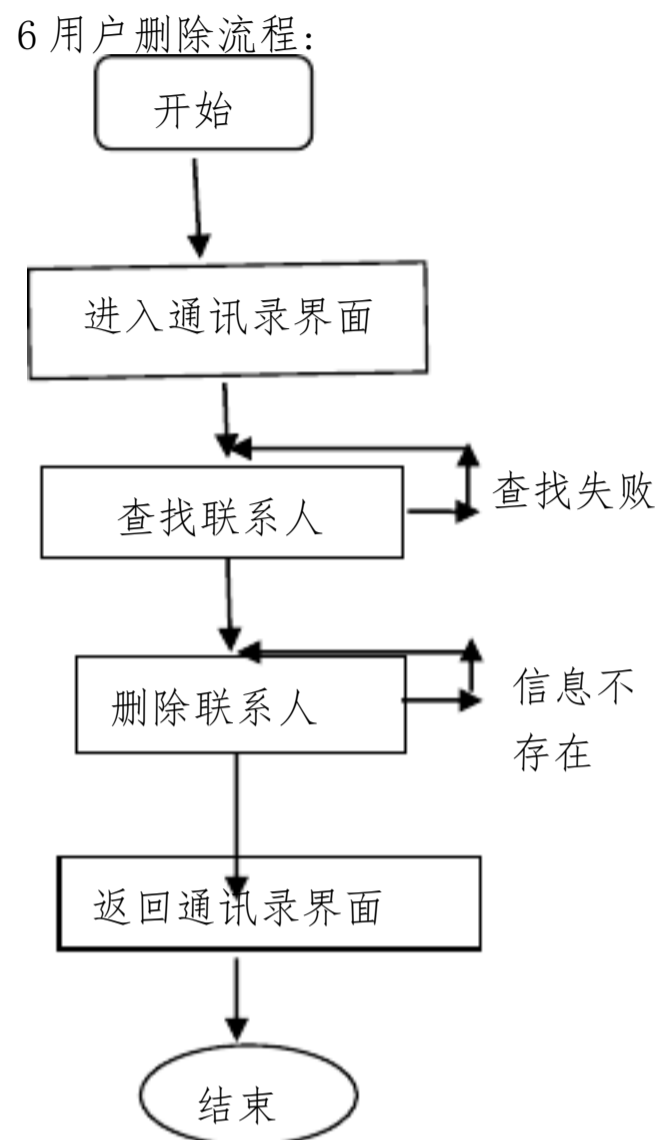 6 用户删除流程：
开始
进入通讯录界面
查找联系人
查找失败
删除联系人
信息不
存在
返回通讯录界面
结束